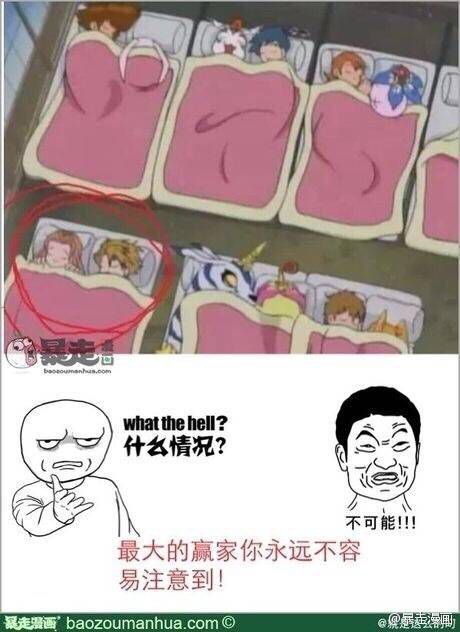 暴走漫画
baozoumanhua.com
what the hell?
什么情况?
不可能!!!
最大的赢家你永远不容
易注意到!
暴走漫画 baozoumanhua.com ©
@暴走漫画